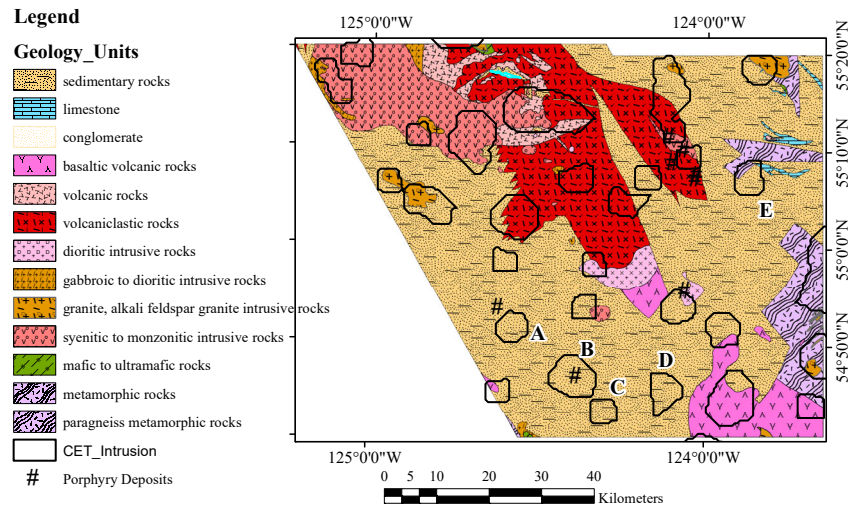 Legend
Geology_Units
sedimentary rocks
limestone
conglomerate
basaltic volcanic rocks
volcanic rocks
volcaniclastic rocks
dioritic intrusive rocks
gabbroic to dioritic intrusive rocks
granite, alkali feldspar granite intrusive rocks
syenitic to monzonitic intrusive rocks
mafic to ultramafic rocks
metamorphic rocks
paragneiss metamorphic rocks
CET_Intrusion
# Porphyry Deposits
125°0'0"W 124°0'0"W
55°20'0"N
55°10'0"N
55°0'0"N
54°50'0"N
# # # #
E
#
#
A
B
#
D
C
125°0'0"W 124°0'0"W
0 5 10 20 30 40
Kilometers